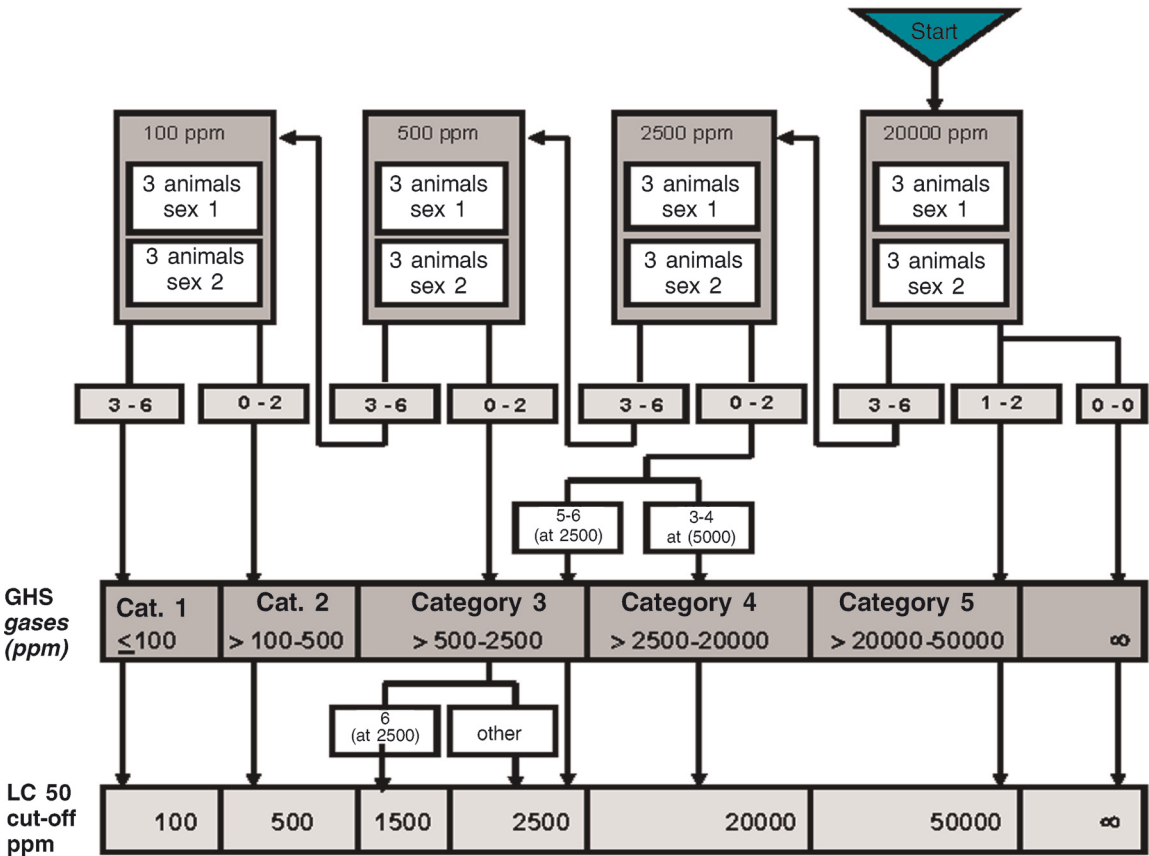 Start
100 ppm
3 animals
sex 1
3 animals
sex 2
500 ppm
3 animals
sex 1
3 animals
sex 2
2500 ppm
3 animals
sex 1
3 animals
sex 2
20000 ppm
3 animals
sex 1
3 animals
sex 2
3 - 6
0 - 2
3 - 6
0 - 2
3 - 6
0 - 2
3 - 6
1 - 2
0 - 0
5-6
(at 2500)
3-4
at (5000)
GHS
gases
(ppm)
Cat. 1
≤100
Cat. 2
> 100-500
Category 3
> 500-2500
Category 4
> 2500-20000
Category 5
> 20000-50000
∞
6
(at 2500)
other
LC 50
cut-off
ppm
100
500
1500
2500
20000
50000
∞